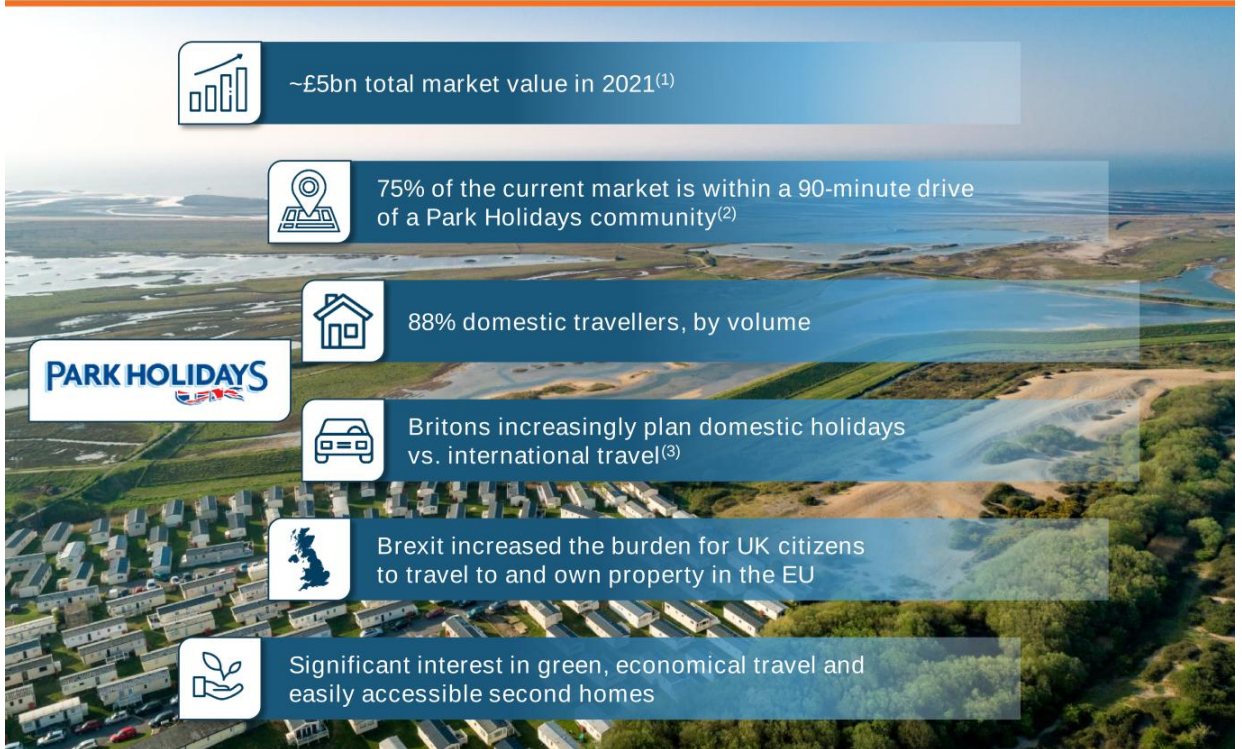 ~£5bn total market value in 2021(1)
75% of the current market is within a 90-minute drive
of a Park Holidays community(2)
88% domestic travellers, by volume
PARK HOLIDAYS
Britons increasingly plan domestic holidays
vs. international travel(3)
Brexit increased the burden for UK citizens
to travel to and own property in the EU
Significant interest in green, economical travel and
easily accessible second homes